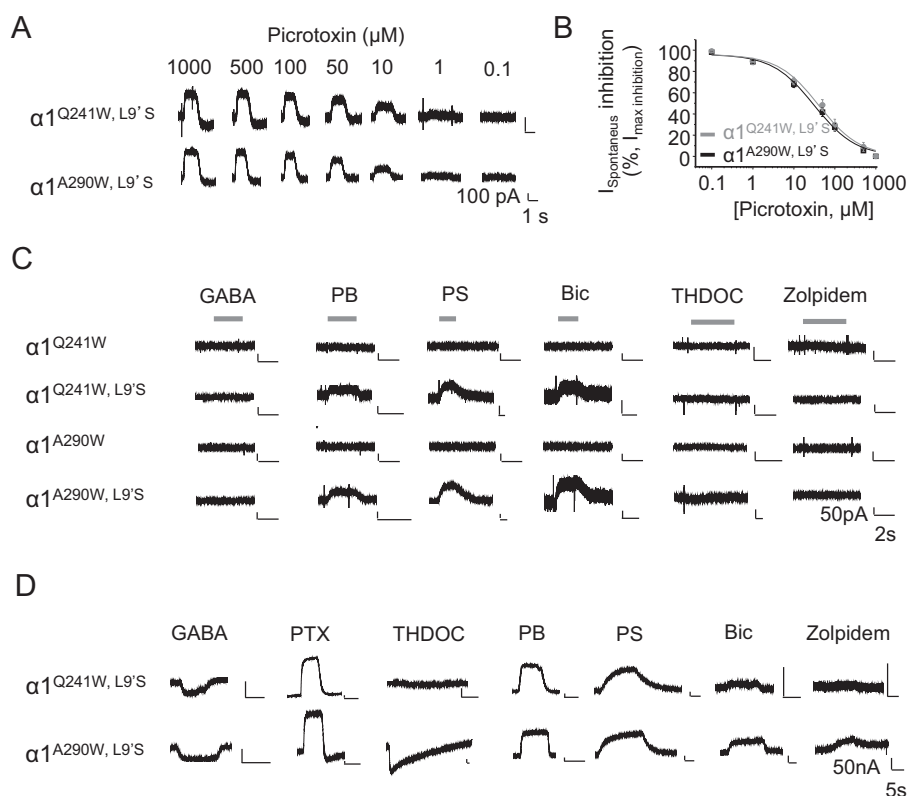 A
Picrotoxin (µM)
1000 500 100 50 10 1 0.1
α1Q241W, L9'S
α1A290W, L9'S
100 pA
1 s
B
ISpontaneus inhibition
(%, Imax inhibition)
100
80
60
40
20
0
α1Q241W, L9'S
α1A290W, L9'S
0.1 1 10 100 1000
[Picrotoxin, µM]
C
GABA PB PS Bic THDOC Zolpidem
α1Q241W
α1Q241W, L9'S
α1A290W
α1A290W, L9'S
50pA
2s
D
GABA PTX THDOC PB PS Bic Zolpidem
α1Q241W, L9'S
α1A290W, L9'S
50nA
5s